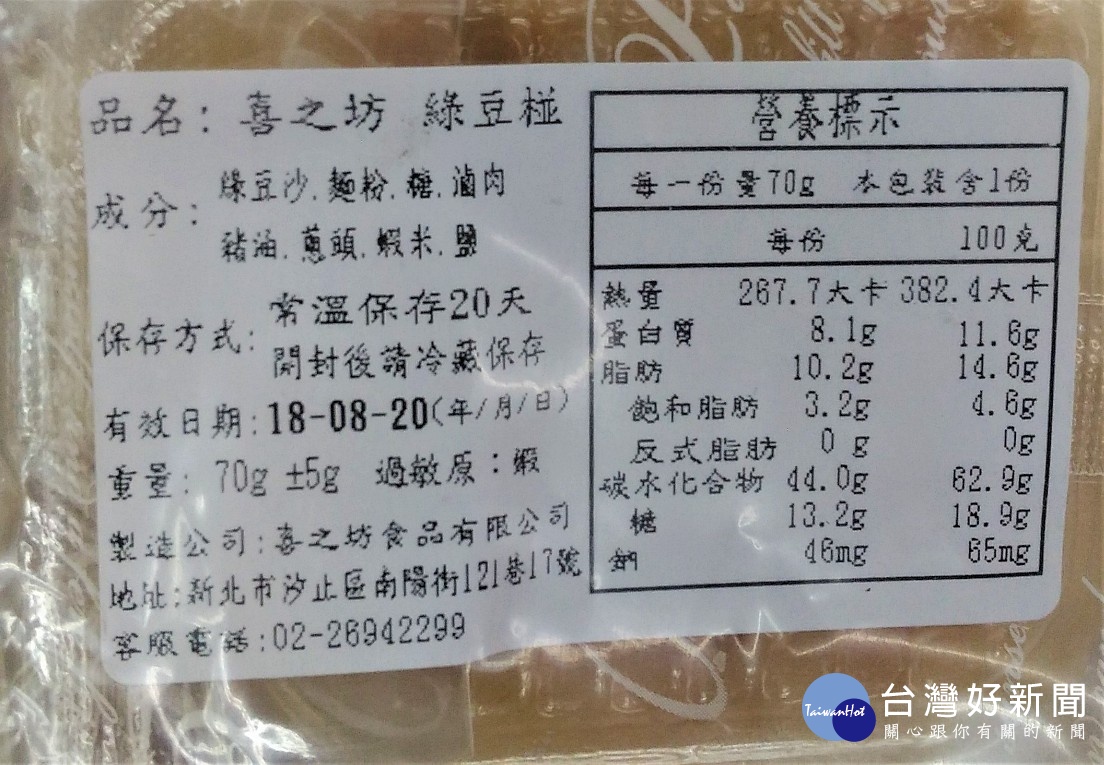 品名: 喜之坊 綠豆椪
成分: 綠豆沙.麵粉.糖.滷肉
豬油.蔥頭.蝦米.鹽
保存方式: 常溫保存20天
開封後請冷藏保存
有效日期:18-08-20(年/月/日)
重量: 70g ±5g 過敏原:蝦
製造公司:喜之坊食品有限公司
地址:新北市汐止區南陽街121巷17號
客服電話:02-26942299
營養標示
每一份量70g 本包裝含1份
每份 100克
熱量 267.7大卡 382.4大卡
蛋白質 8.1g 11.6g
脂肪 10.2g 14.6g
飽和脂肪 3.2g 4.6g
反式脂肪 0 g 0g
碳水化合物 44.0g 62.9g
糖 13.2g 18.9g
鈉 46mg 65mg
TaiwanHot
台灣好新聞
關心跟你有關的新聞